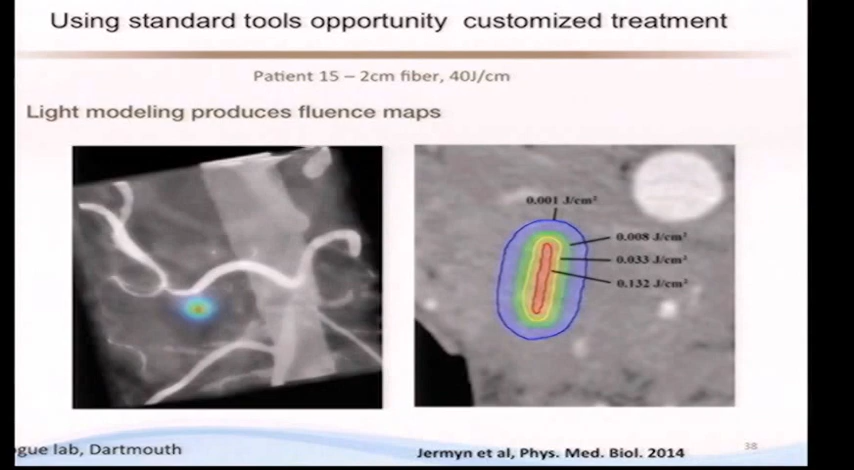 Using standard tools opportunity customized treatment
Patient 15 – 2cm fiber, 40J/cm
Light modeling produces fluence maps
0.001 J/cm²
0.008 J/cm²
0.033 J/cm²
0.132 J/cm²
gue lab, Dartmouth
Jermyn et al, Phys. Med. Biol. 2014
38